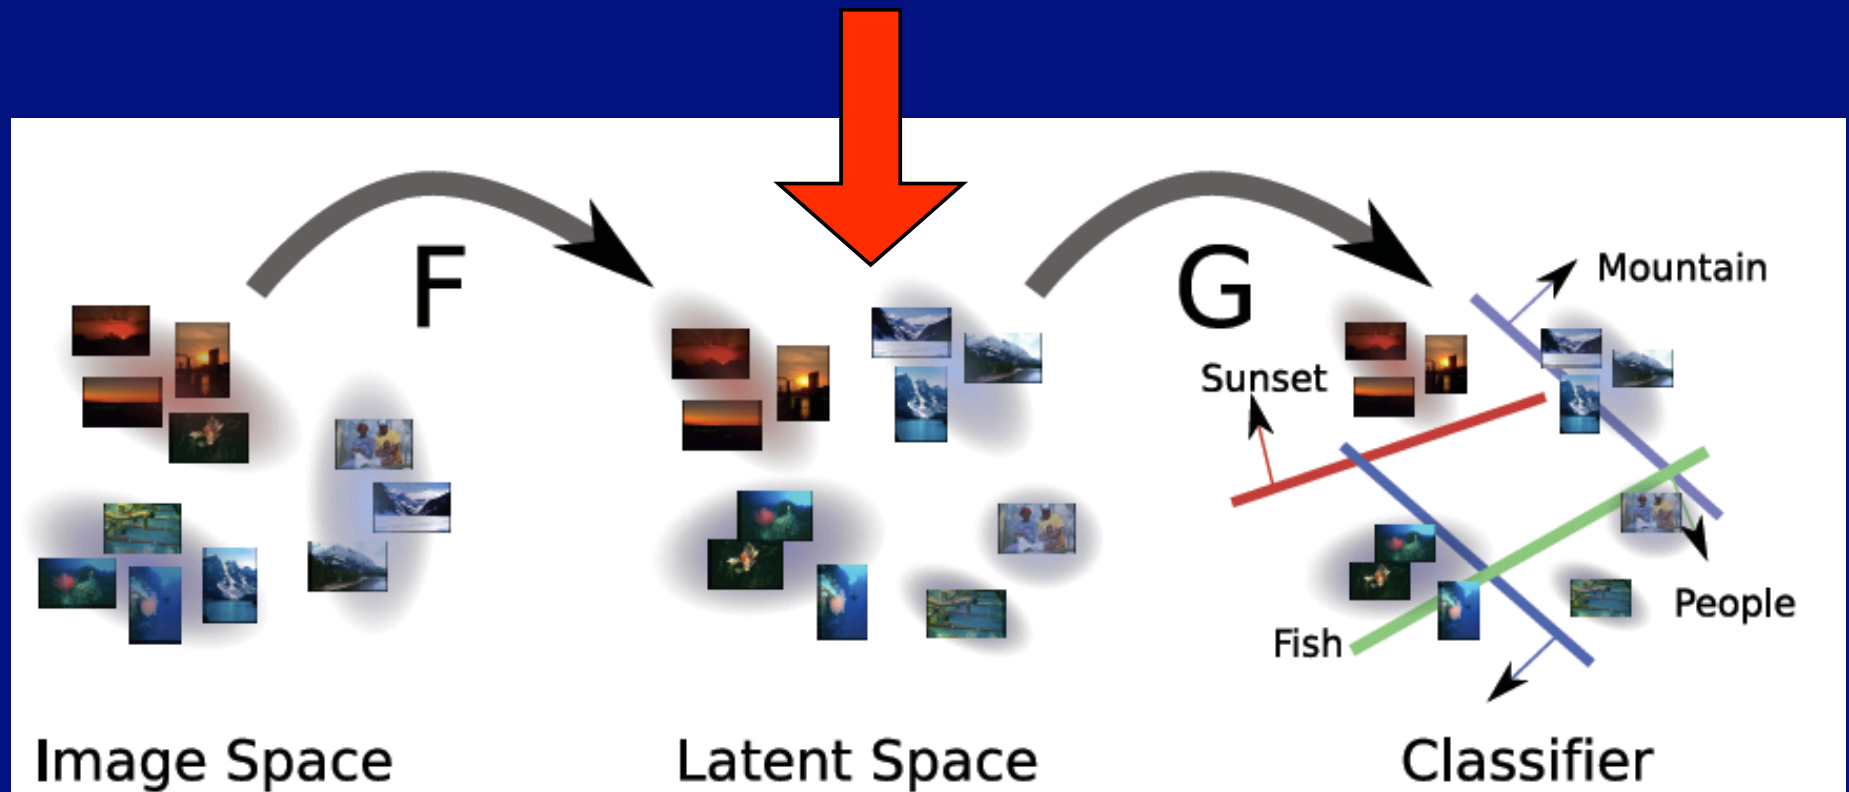 F
G
Mountain
Sunset
People
Fish
Image Space
Latent Space
Classifier